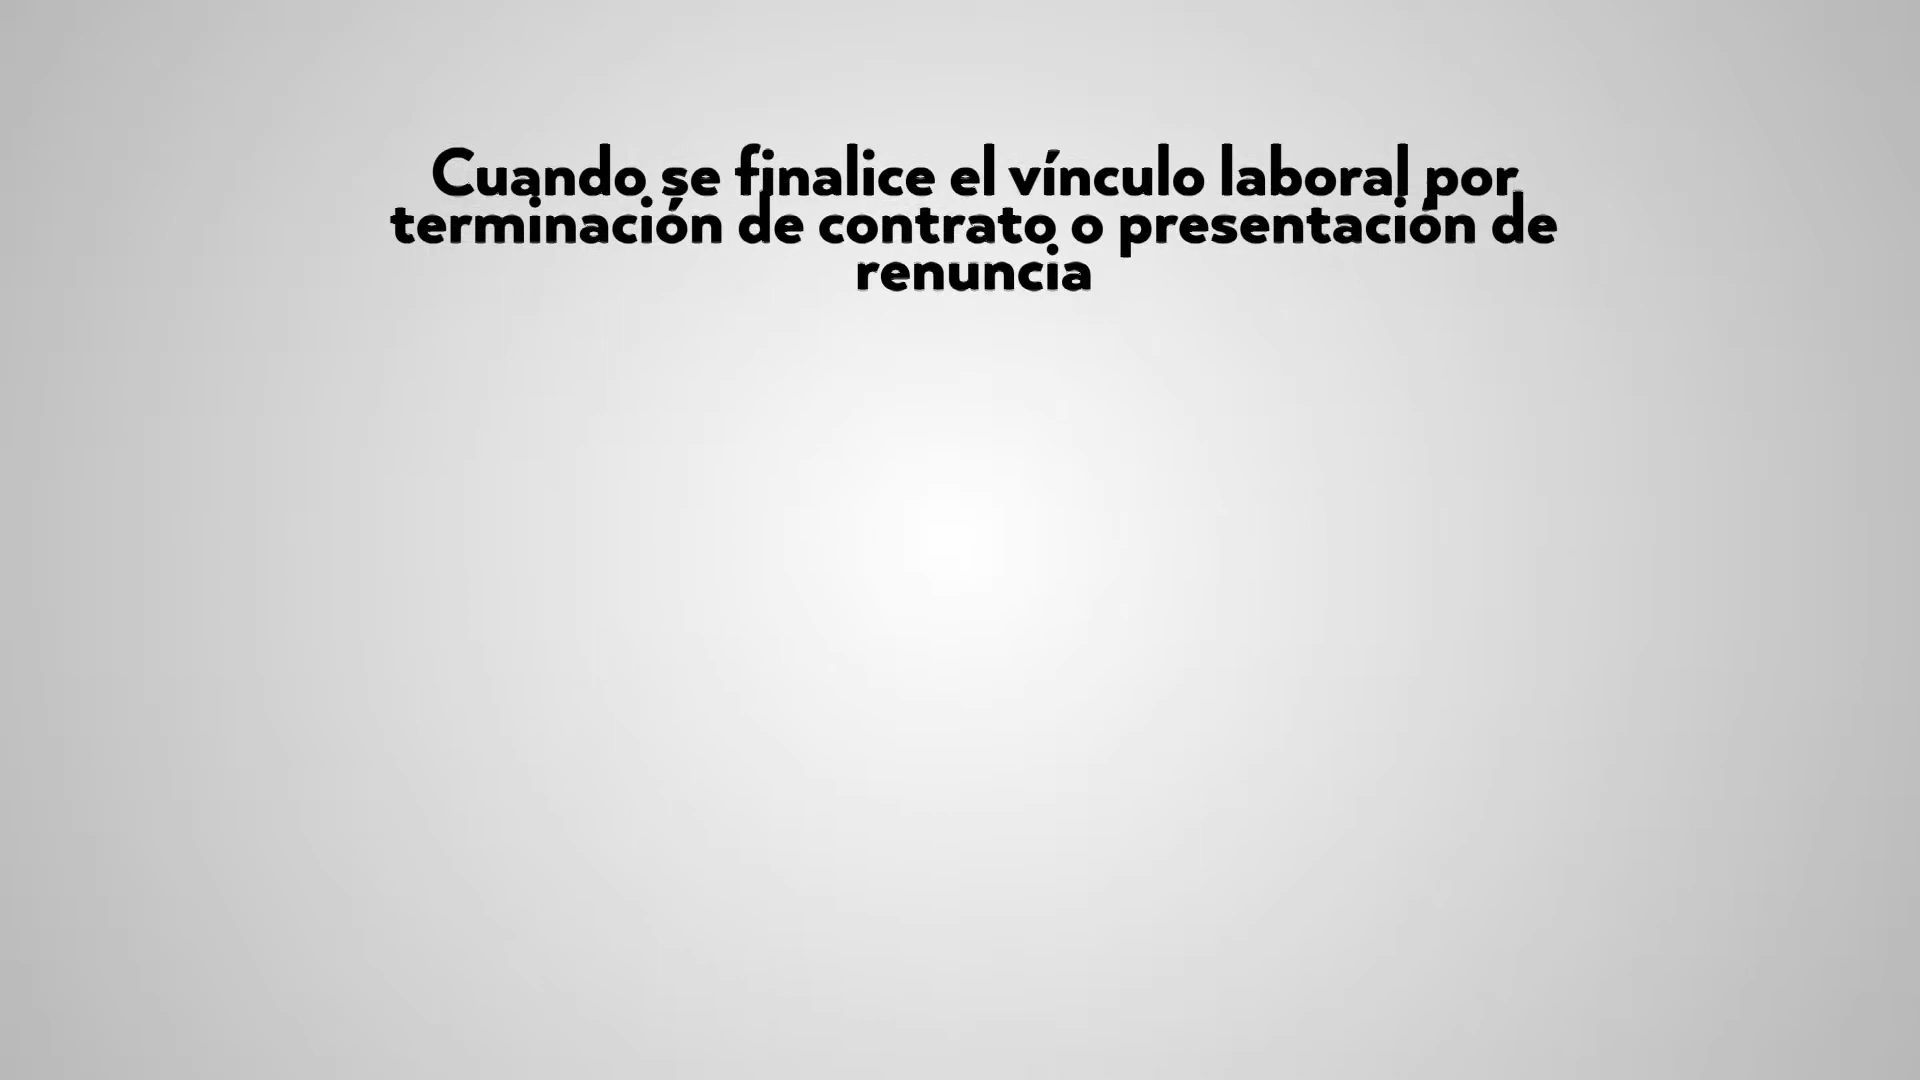 Cuando se finalice el vínculo laboral por
terminación de contrato o presentación de
renuncia